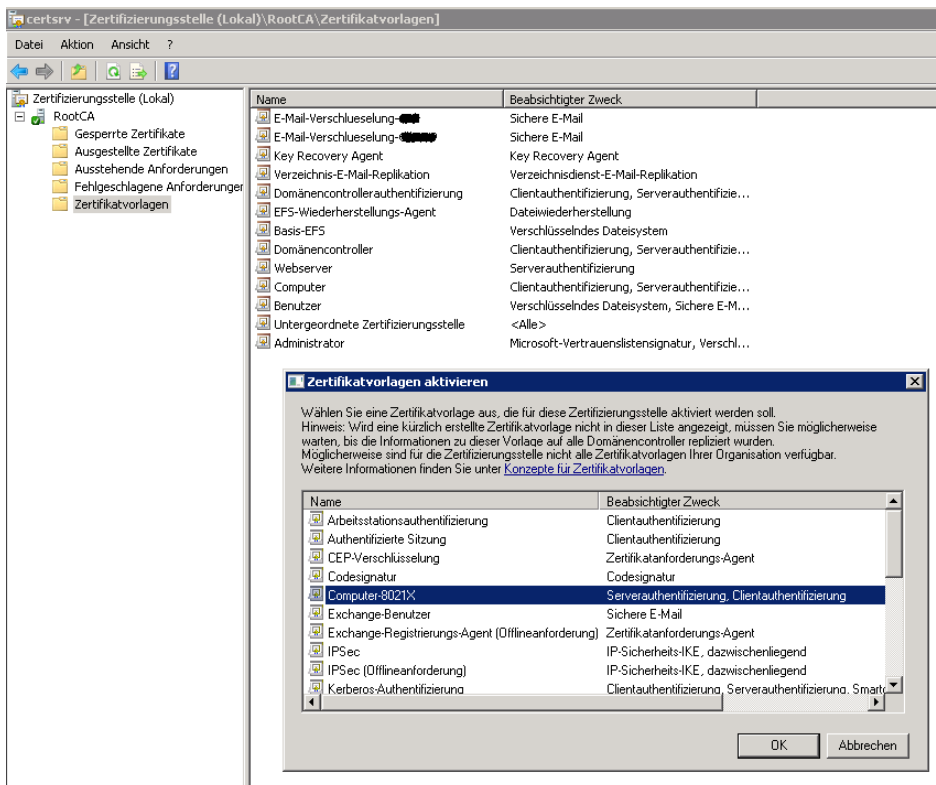 certsrv - [Zertifizierungsstelle (Lokal)\RootCA\Zertifikatvorlagen]
Datei Aktion Ansicht ?
Zertifizierungsstelle (Lokal)
RootCA
Gesperrte Zertifikate
Ausgestellte Zertifikate
Ausstehende Anforderungen
Fehlgeschlagene Anforderunger
Zertifikatvorlagen
Name Beabsichtigter Zweck
E-Mail-Verschlueselung- Sichere E-Mail
E-Mail-Verschlueselung- Sichere E-Mail
Key Recovery Agent Key Recovery Agent
Verzeichnis-E-Mail-Replikation Verzeichnisdienst-E-Mail-Replikation
Domänencontrollerauthentifizierung Clientauthentifizierung, Serverauthentifizie...
EFS-Wiederherstellungs-Agent Dateiwiederherstellung
Basis-EFS Verschlüsselndes Dateisystem
Domänencontroller Clientauthentifizierung, Serverauthentifizie...
Webserver Serverauthentifizierung
Computer Clientauthentifizierung, Serverauthentifizie...
Benutzer Verschlüsselndes Dateisystem, Sichere E-M...
Untergeordnete Zertifizierungsstelle <Alle>
Administrator Microsoft-Vertrauenslistensignatur, Verschl...
Zertifikatvorlagen aktivieren
Wählen Sie eine Zertifikatvorlage aus, die für diese Zertifizierungsstelle aktiviert werden soll.
Hinweis: Wird eine kürzlich erstellte Zertifikatvorlage nicht in dieser Liste angezeigt, müssen Sie möglicherweise
warten, bis die Informationen zu dieser Vorlage auf alle Domänencontroller repliziert wurden.
Möglicherweise sind für die Zertifizierungsstelle nicht alle Zertifikatvorlagen Ihrer Organisation verfügbar.
Weitere Informationen finden Sie unter Konzepte für Zertifikatvorlagen.
Name Beabsichtigter Zweck
Arbeitsstationsauthentifizierung Clientauthentifizierung
Authentifizierte Sitzung Clientauthentifizierung
CEP-Verschlüsselung Zertifikatanforderungs-Agent
Codesignatur Codesignatur
Computer-8021X Serverauthentifizierung, Clientauthentifizierung
Exchange-Benutzer Sichere E-Mail
Exchange-Registrierungs-Agent (Offlineanforderung) Zertifikatanforderungs-Agent
IPSec IP-Sicherheits-IKE, dazwischenliegend
IPSec (Offlineanforderung) IP-Sicherheits-IKE, dazwischenliegend
Kerberos-Authentifizierung Clientauthentifizierung, Serverauthentifizierung, Smartc
OK Abbrechen